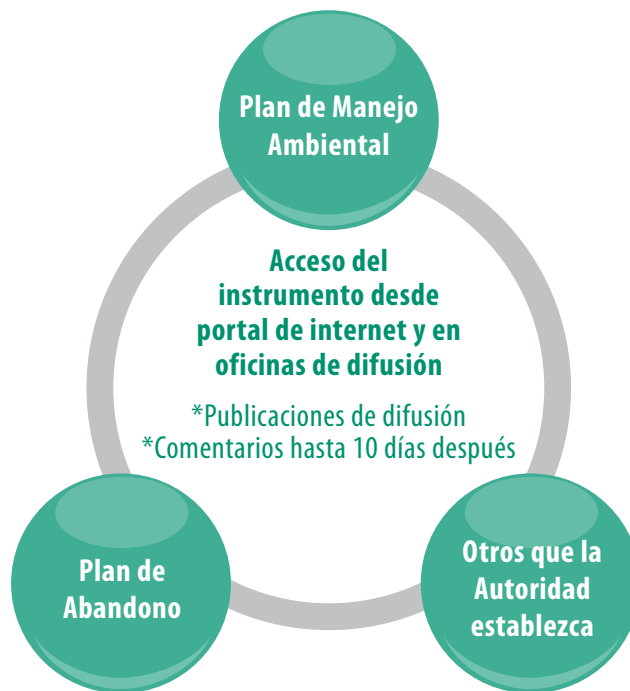 Plan de Manejo
Ambiental
Acceso del
instrumento desde
portal de internet y en
oficinas de difusión
*Publicaciones de difusión
*Comentarios hasta 10 días después
Plan de
Abandono
Otros que la
Autoridad
establezca